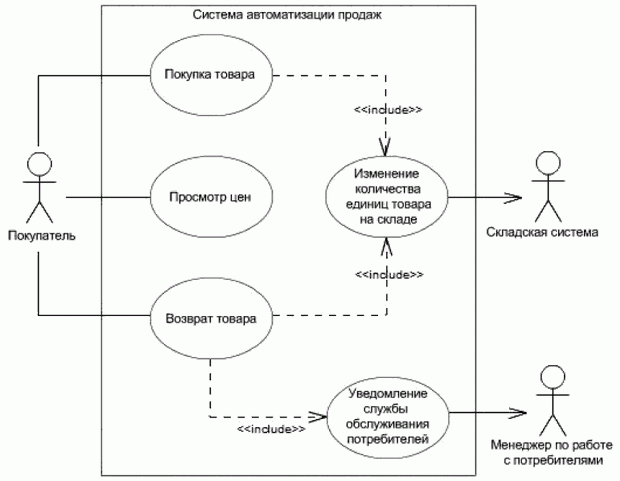 Система автоматизации продаж
Покупка товара
<<include>>
Изменение
количества
единиц товара
на складе
Просмотр цен
Покупатель
Складская система
<<include>>
Возврат товара
Уведомление
службы
обслуживания
потребителей
<<include>>
Менеджер по работе
с потребителями